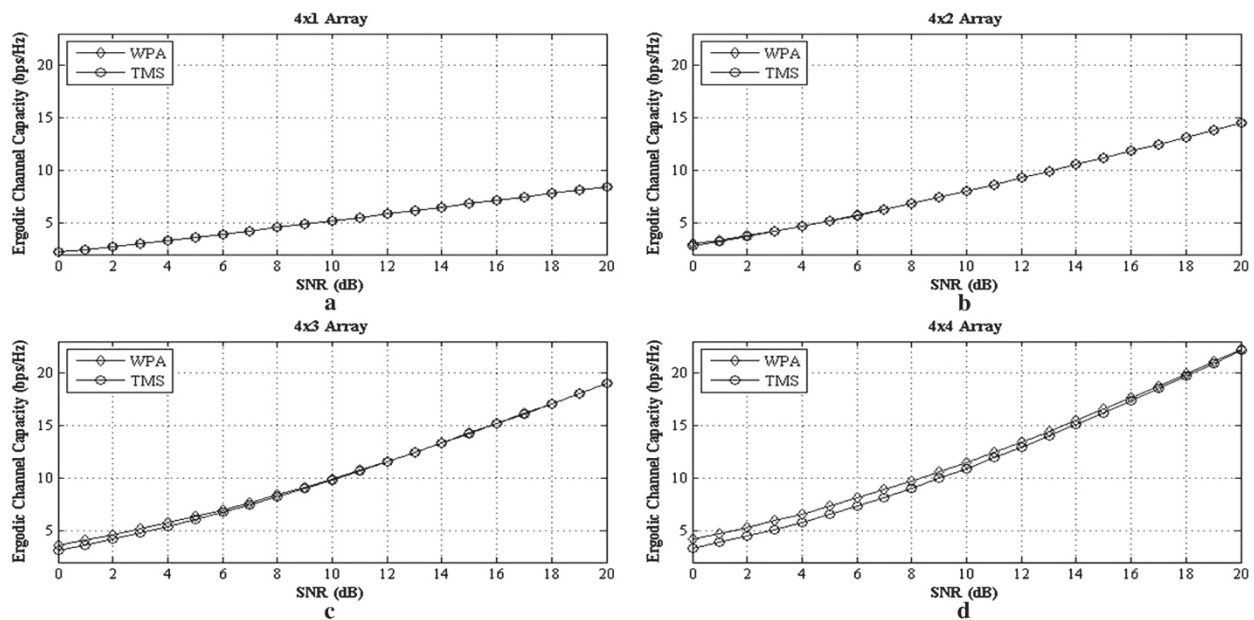 4x1 Array
WPA
TMS
Ergodic Channel Capacity (bps/Hz)
20
15
10
5
0 2 4 6 8 10 12 14 16 18 20
SNR (dB)
a
4x2 Array
WPA
TMS
Ergodic Channel Capacity (bps/Hz)
20
15
10
5
0 2 4 6 8 10 12 14 16 18 20
SNR (dB)
b
4x3 Array
WPA
TMS
Ergodic Channel Capacity (bps/Hz)
20
15
10
5
0 2 4 6 8 10 12 14 16 18 20
SNR (dB)
c
4x4 Array
WPA
TMS
Ergodic Channel Capacity (bps/Hz)
20
15
10
5
0 2 4 6 8 10 12 14 16 18 20
SNR (dB)
d